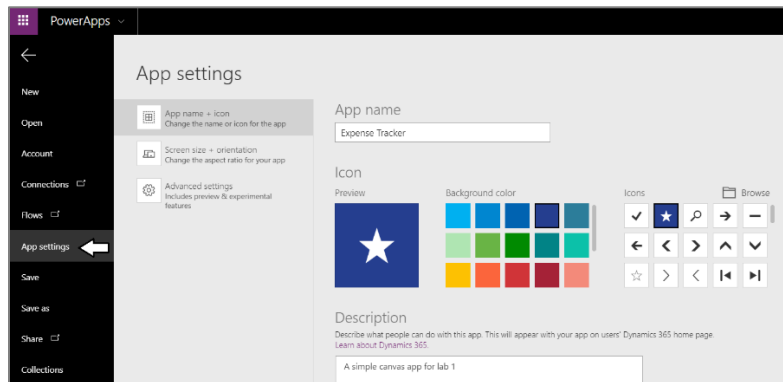 PowerApps
App settings
New
Open
Account
Connections
Flows
App settings
Save
Save as
Share
Collections
App name + icon
Change the name or icon for the app
Screen size + orientation
Change the aspect ratio for your app
Advanced settings
Includes preview & experimental
features
App name
Expense Tracker
Icon
Preview
Background color
Icons
Browse
Description
Describe what people can do with this app. This will appear with your app on users' Dynamics 365 home page.
Learn about Dynamics 365.
A simple canvas app for lab 1